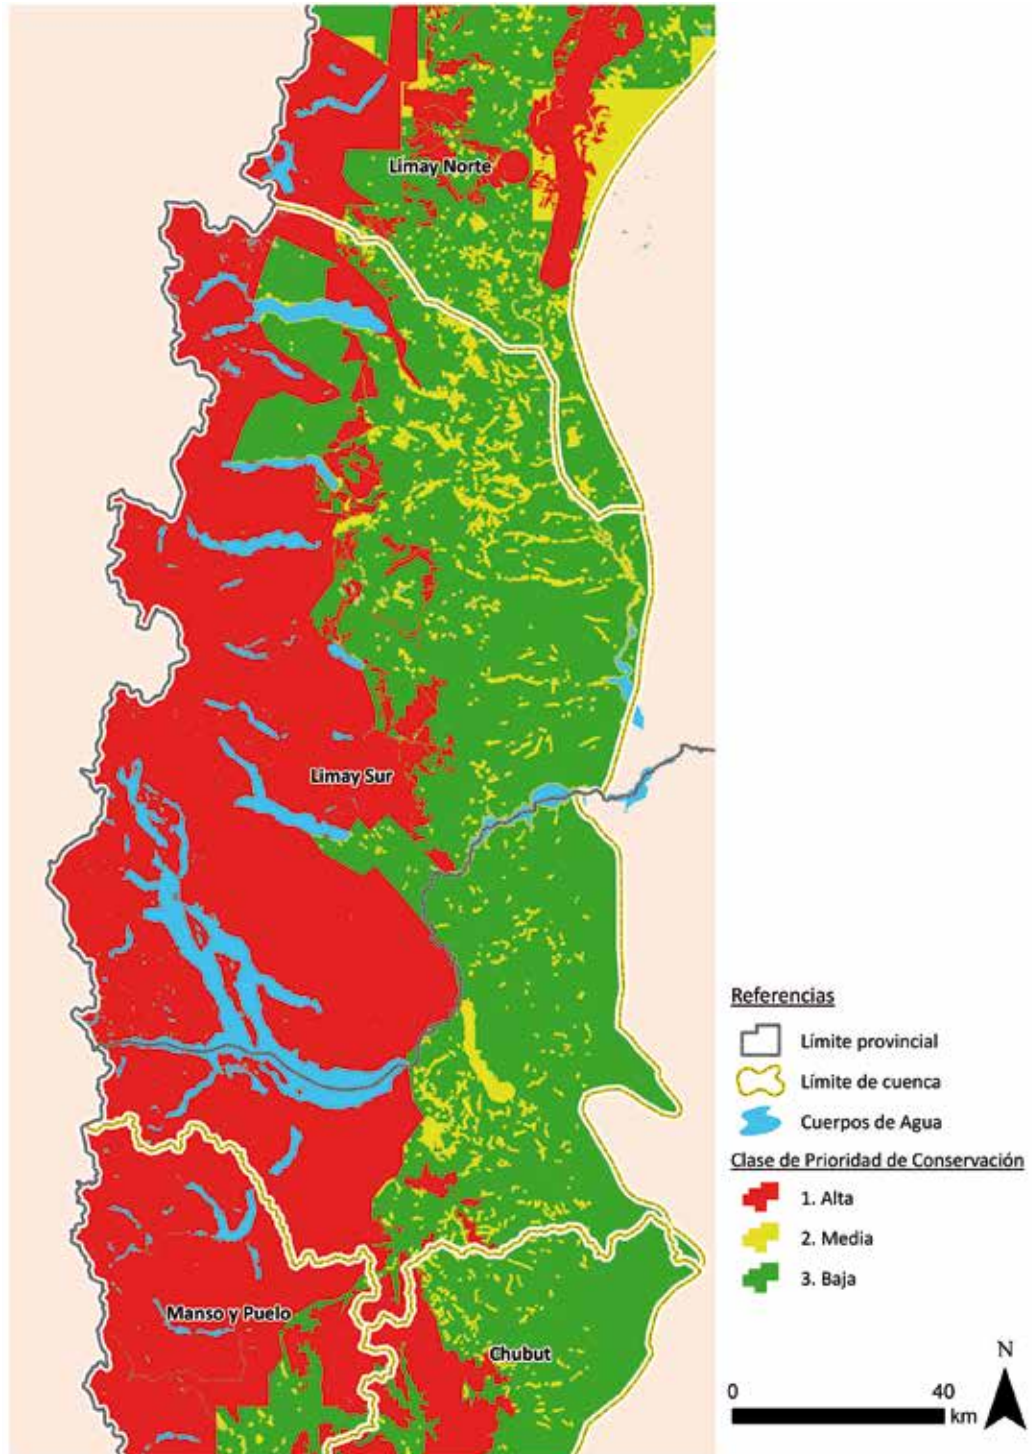 Limay Norte
Limay Sur
Manso y Puelo
Chubut
Referencias
Límite provincial
Límite de cuenca
Cuerpos de Agua
Clase de Prioridad de Conservación
1. Alta
2. Media
3. Baja
N
0 40
km